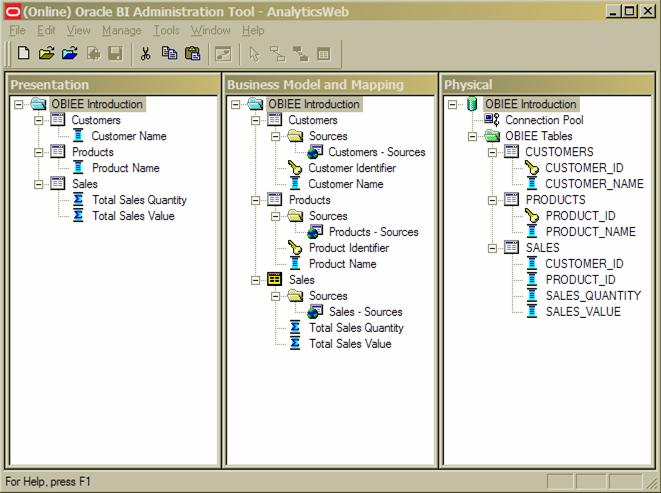 (Online) Oracle BI Administration Tool - AnalyticsWeb
File Edit View Manage Tools Window Help
Presentation
OBIEE Introduction
Customers
Customer Name
Products
Product Name
Sales
Total Sales Quantity
Total Sales Value
Business Model and Mapping
OBIEE Introduction
Customers
Sources
Customers - Sources
Customer Identifier
Customer Name
Products
Sources
Products - Sources
Product Identifier
Product Name
Sales
Sources
Sales - Sources
Total Sales Quantity
Total Sales Value
Physical
OBIEE Introduction
Connection Pool
OBIEE Tables
CUSTOMERS
CUSTOMER_ID
CUSTOMER_NAME
PRODUCTS
PRODUCT_ID
PRODUCT_NAME
SALES
CUSTOMER_ID
PRODUCT_ID
SALES_QUANTITY
SALES_VALUE
For Help, press F1